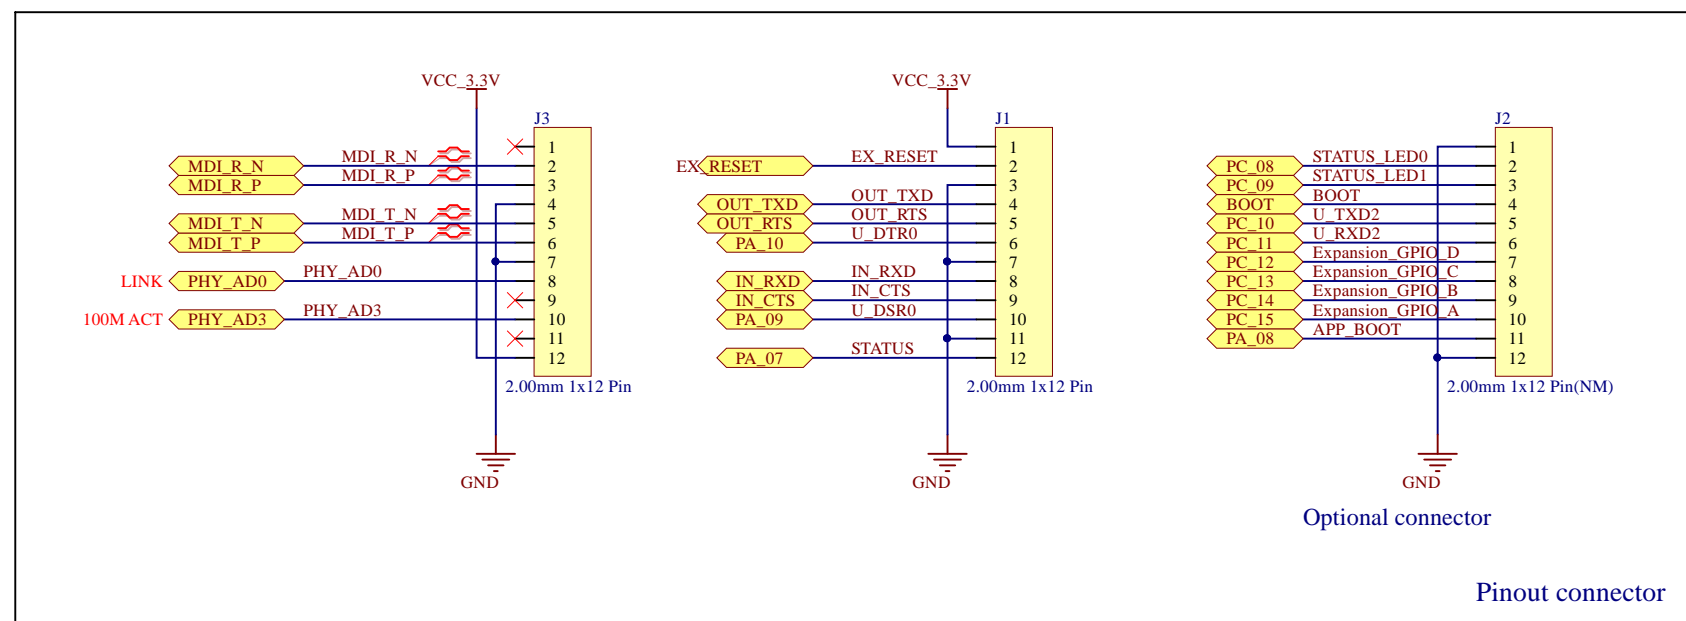 VCC_3.3V
J3
MDI_R_N MDI_R_N 1
MDI_R_P MDI_R_P 2
3
4
MDI_T_N MDI_T_N 5
MDI_T_P MDI_T_P 6
7
LINK PHY_AD0 PHY_AD0 8
9
100M ACT PHY_AD3 PHY_AD3 10
11
12
2.00mm 1x12 Pin
GND
VCC_3.3V
J1
1
EX_RESET EX_RESET 2
3
OUT_TXD OUT_TXD 4
OUT_RTS OUT_RTS 5
PA_10 U_DTR0 6
7
IN_RXD IN_RXD 8
IN_CTS IN_CTS 9
PA_09 U_DSR0 10
11
PA_07 STATUS 12
2.00mm 1x12 Pin
GND
J2
1
PC_08 STATUS_LED0 2
PC_09 STATUS_LED1 3
BOOT BOOT 4
PC_10 U_TXD2 5
PC_11 U_RXD2 6
PC_12 Expansion_GPIO_D 7
PC_13 Expansion_GPIO_C 8
PC_14 Expansion_GPIO_B 9
PC_15 Expansion_GPIO_A 10
PA_08 APP_BOOT 11
12
2.00mm 1x12 Pin(NM)
GND
Optional connector
Pinout connector